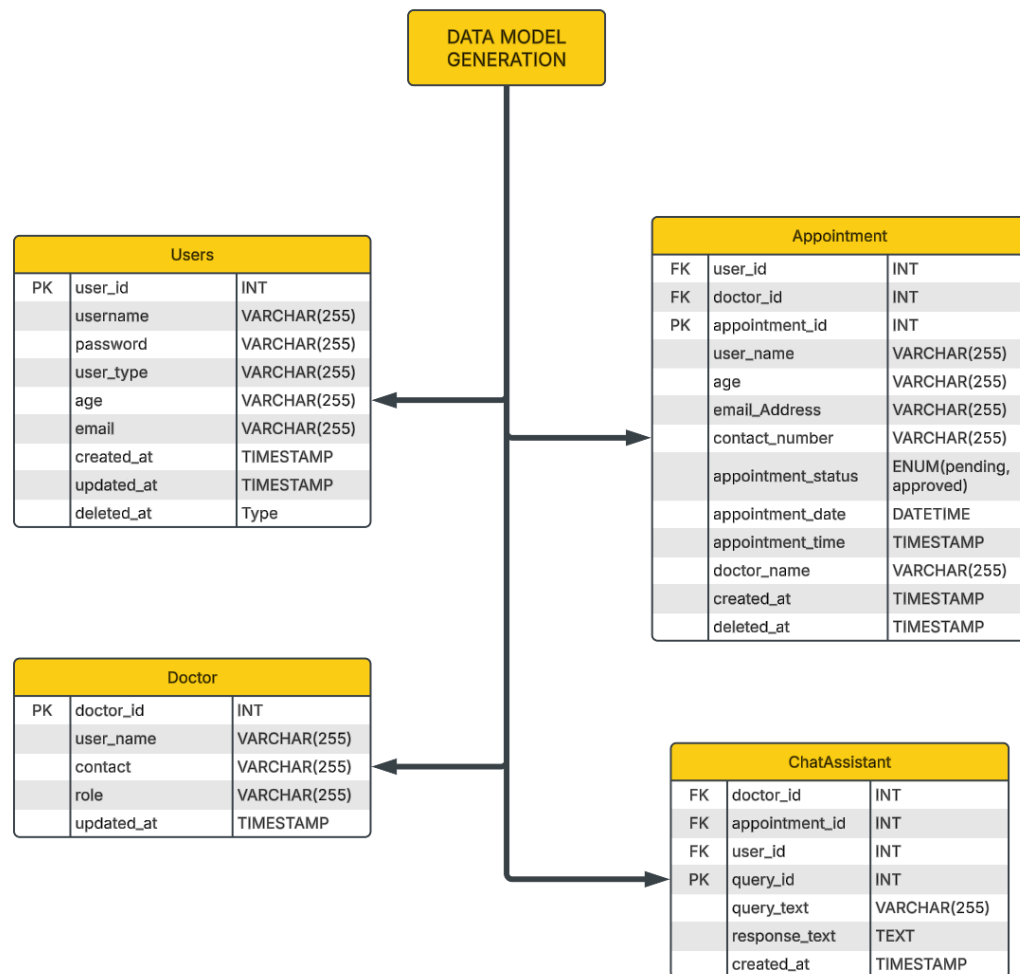 DATA MODEL
GENERATION
Users
PK user_id INT
username VARCHAR(255)
password VARCHAR(255)
user_type VARCHAR(255)
age VARCHAR(255)
email VARCHAR(255)
created_at TIMESTAMP
updated_at TIMESTAMP
deleted_at Type
Appointment
FK user_id INT
FK doctor_id INT
PK appointment_id INT
user_name VARCHAR(255)
age VARCHAR(255)
email_Address VARCHAR(255)
contact_number VARCHAR(255)
appointment_status ENUM(pending,
approved)
appointment_date DATETIME
appointment_time TIMESTAMP
doctor_name VARCHAR(255)
created_at TIMESTAMP
deleted_at TIMESTAMP
Doctor
PK doctor_id INT
user_name VARCHAR(255)
contact VARCHAR(255)
role VARCHAR(255)
updated_at TIMESTAMP
ChatAssistant
FK doctor_id INT
FK appointment_id INT
FK user_id INT
PK query_id INT
query_text VARCHAR(255)
response_text TEXT
created_at TIMESTAMP